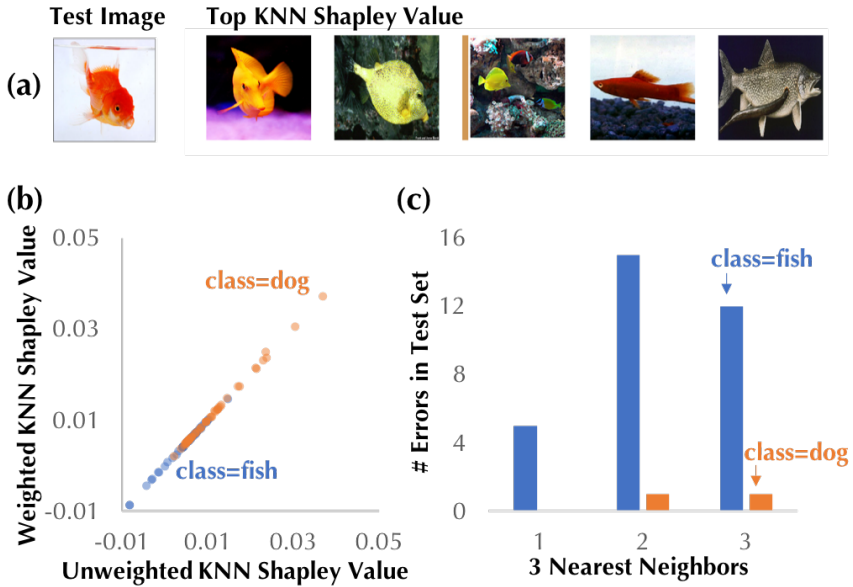 Test Image
Top KNN Shapley Value
(a)
(b)
Weighted KNN Shapley Value
0.05
0.03
0.01
-0.01
class=dog
class=fish
-0.01
0.01
0.03
0.05
Unweighted KNN Shapley Value
(c)
# Errors in Test Set
16
12
8
4
0
class=fish
class=dog
1
2
3
3 Nearest Neighbors